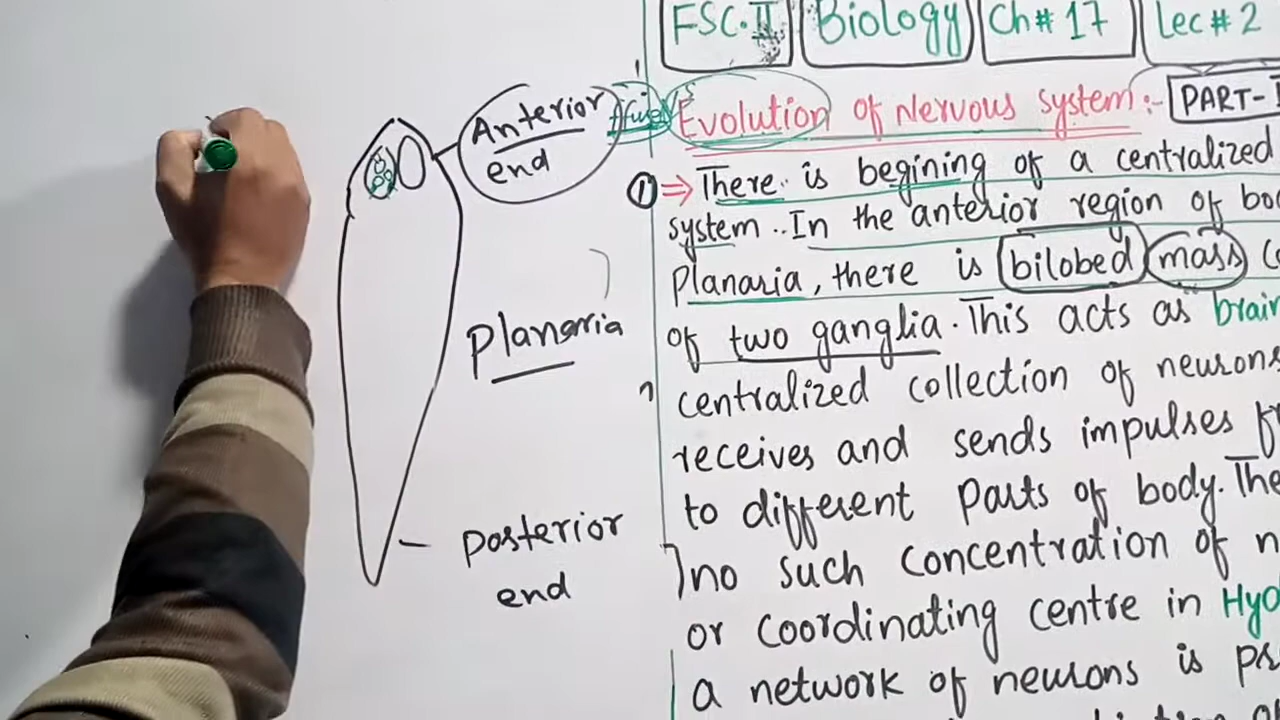 FSC.II Biology Ch# 17 Lec # 2
Evolution of Nervous system:- PART-
① ⇒ There is begining of a centralized
system. In the anterior region of
Planaria, there is bilobed mass
of two ganglia. This acts as brain
centralized collection of neurons
receives and sends impulses
to different parts of body. The
no such concentration of
or coordinating centre in
a network of neurons is
Anterior
end
Planaria
posterior
end